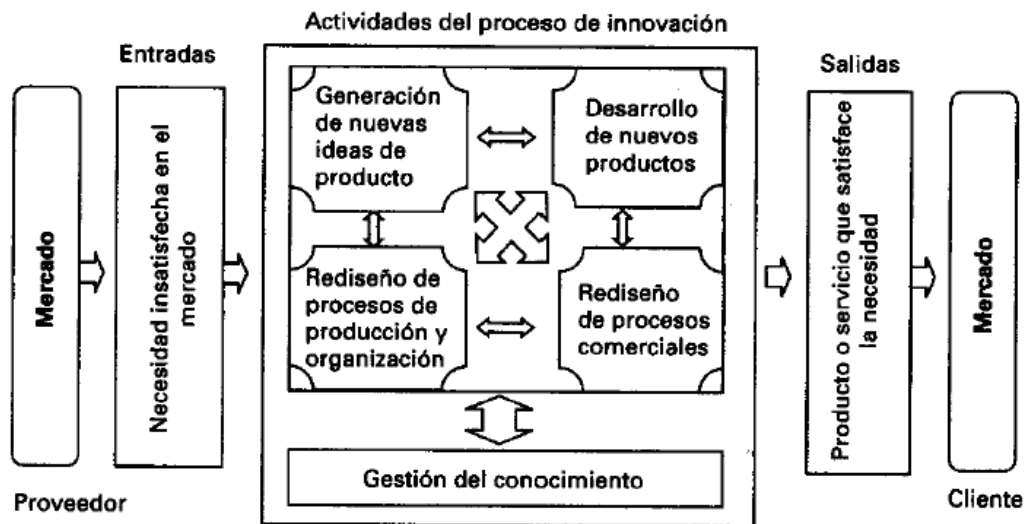 Actividades del proceso de innovación
Entradas
Salidas
Mercado
Necesidad insatisfecha en el
mercado
Generación
de nuevas
ideas de
producto
Desarrollo
de nuevos
productos
Rediseño de
procesos de
producción y
organización
Rediseño
de procesos
comerciales
Gestión del conocimiento
Producto o servicio que satisface
la necesidad
Mercado
Proveedor
Cliente